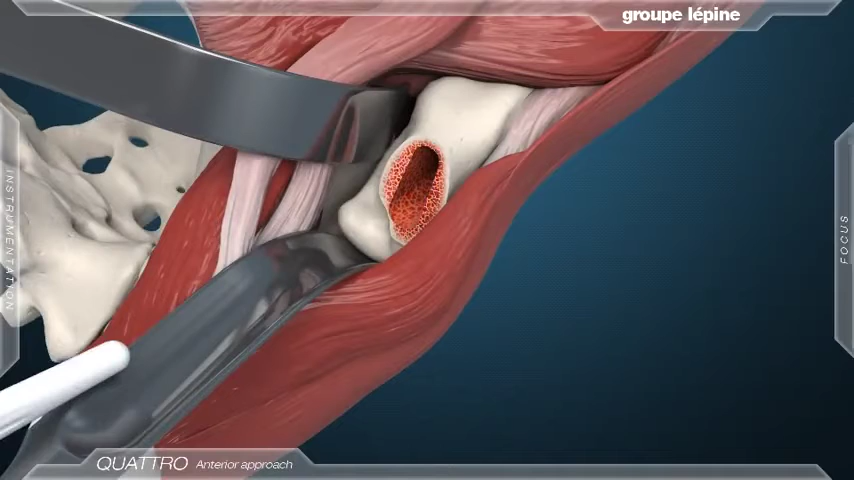 groupe lépine
INSTRUMENTATION
FOCUS
QUATTRO Anterior approach